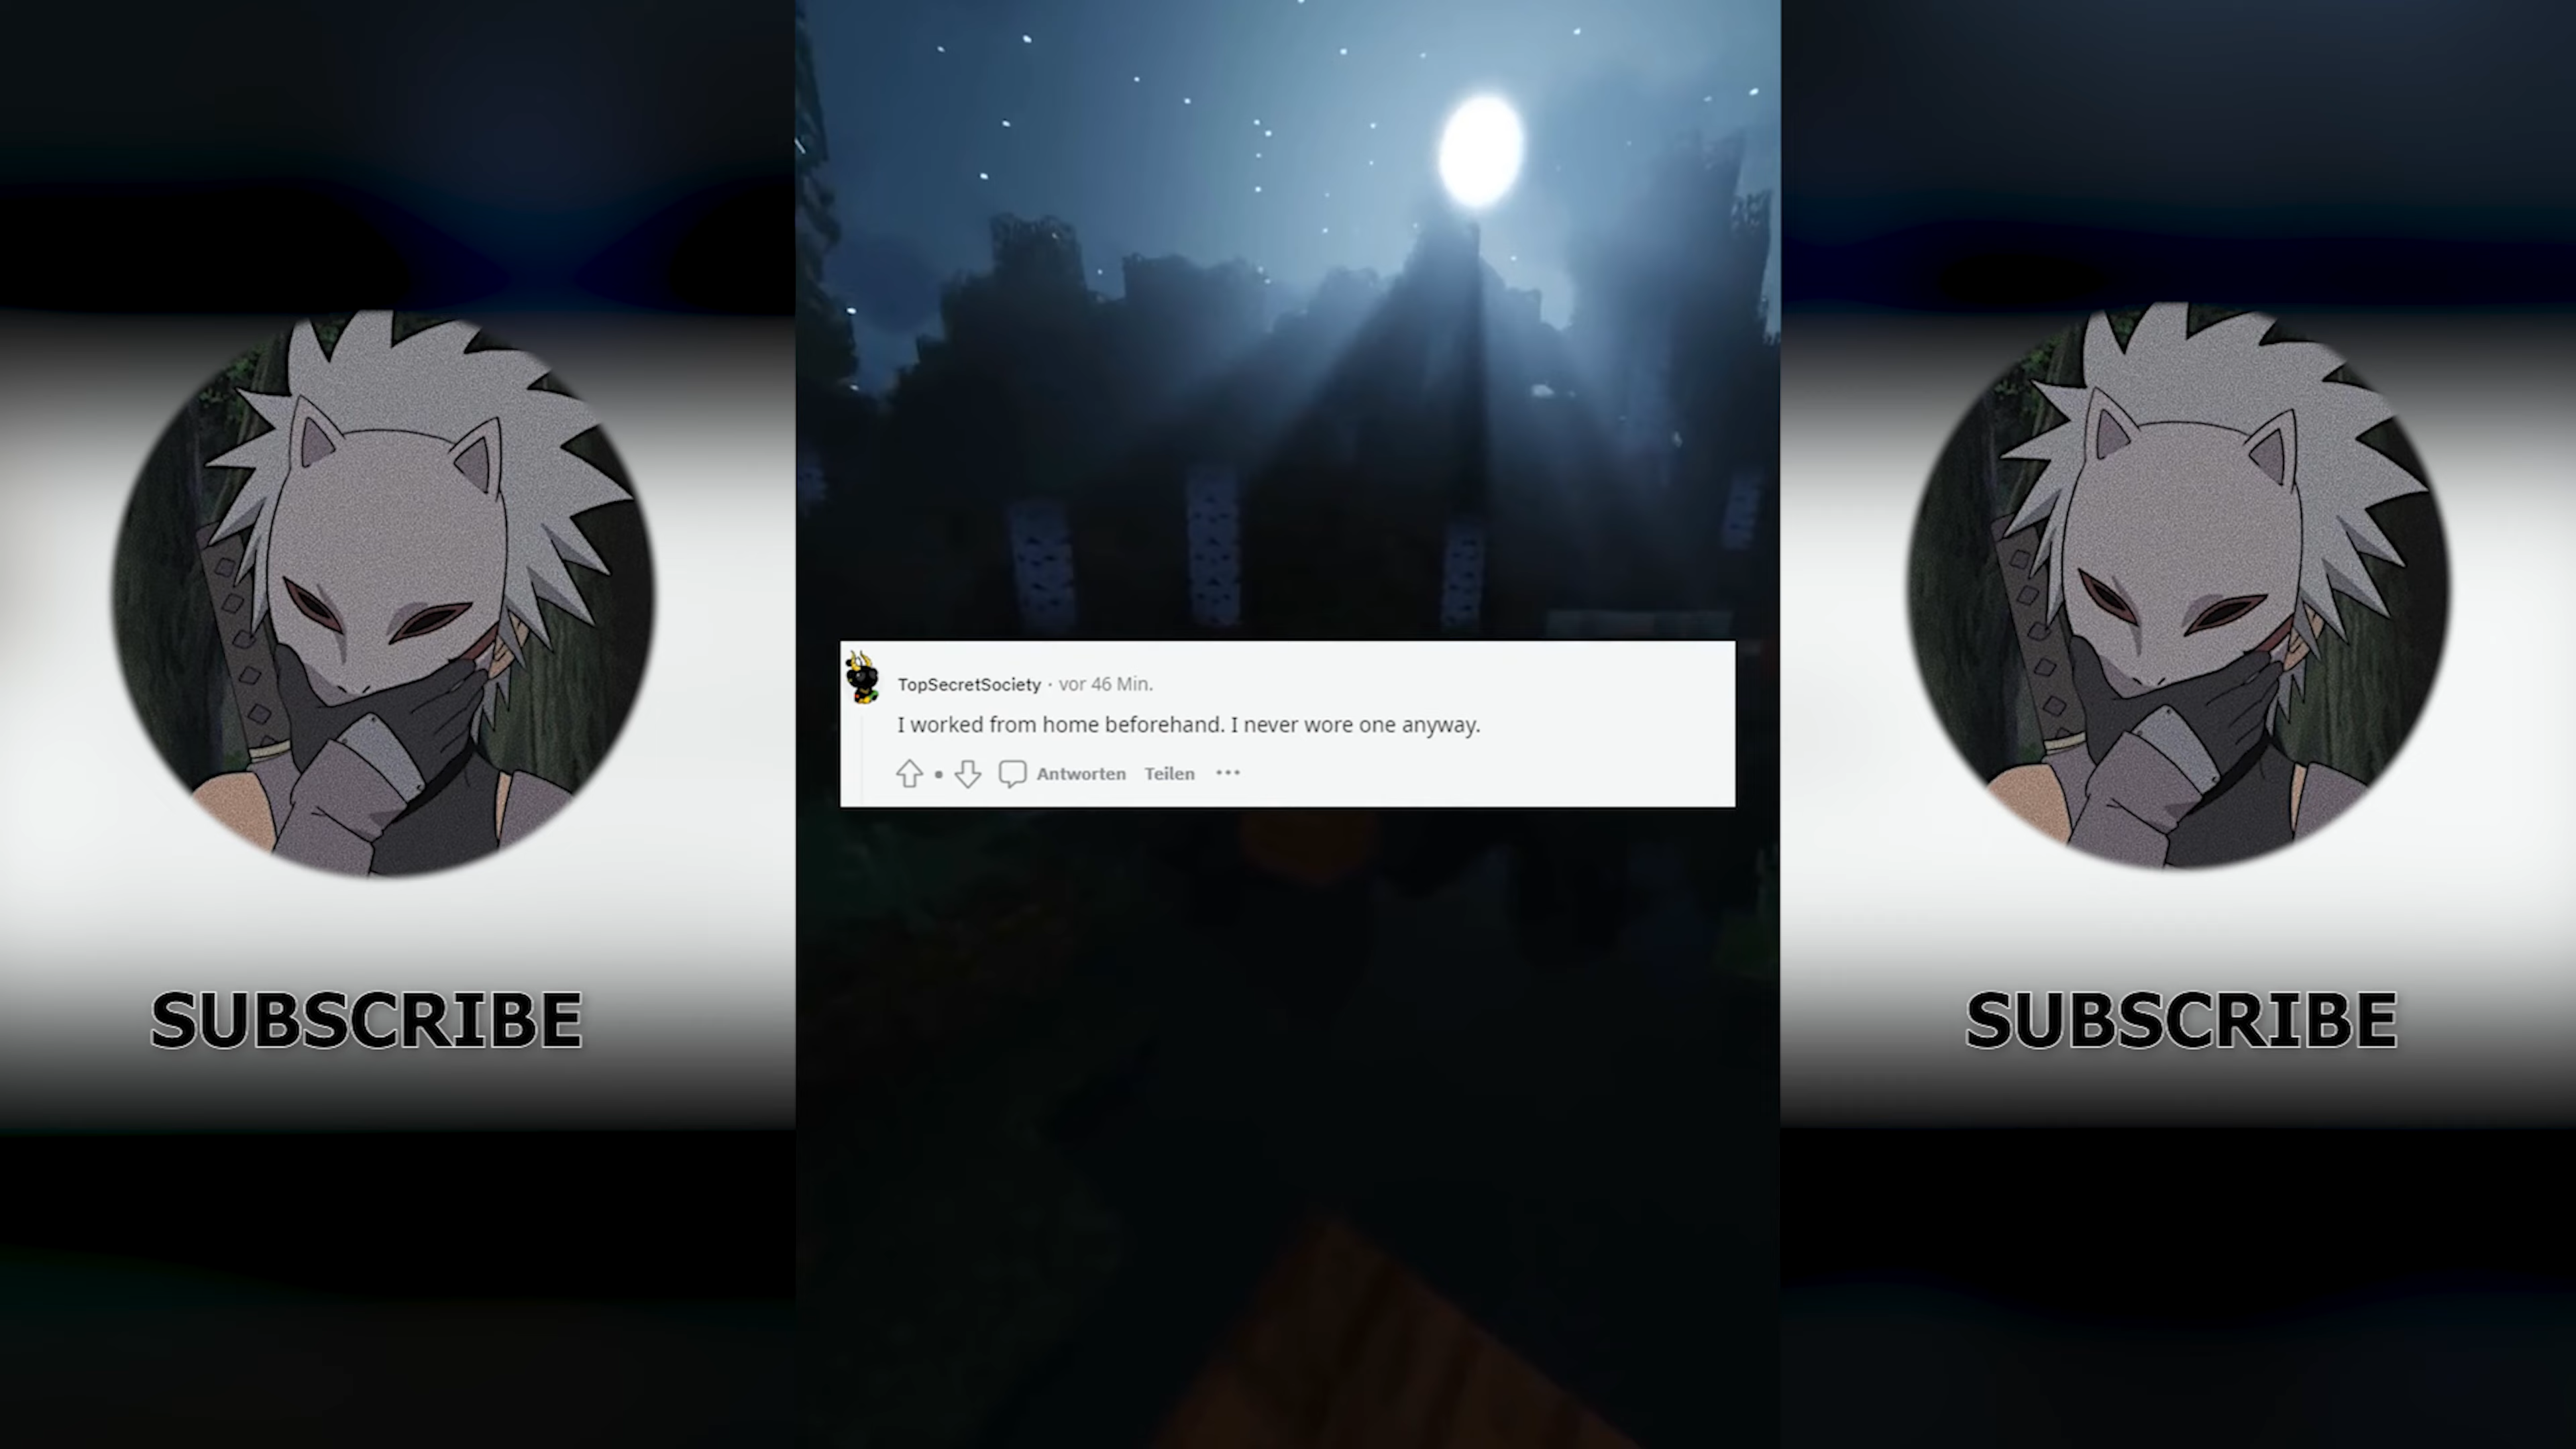 TopSecretSociety · vor 46 Min.
I worked from home beforehand. I never wore one anyway.
Antworten Teilen ···
SUBSCRIBE
SUBSCRIBE